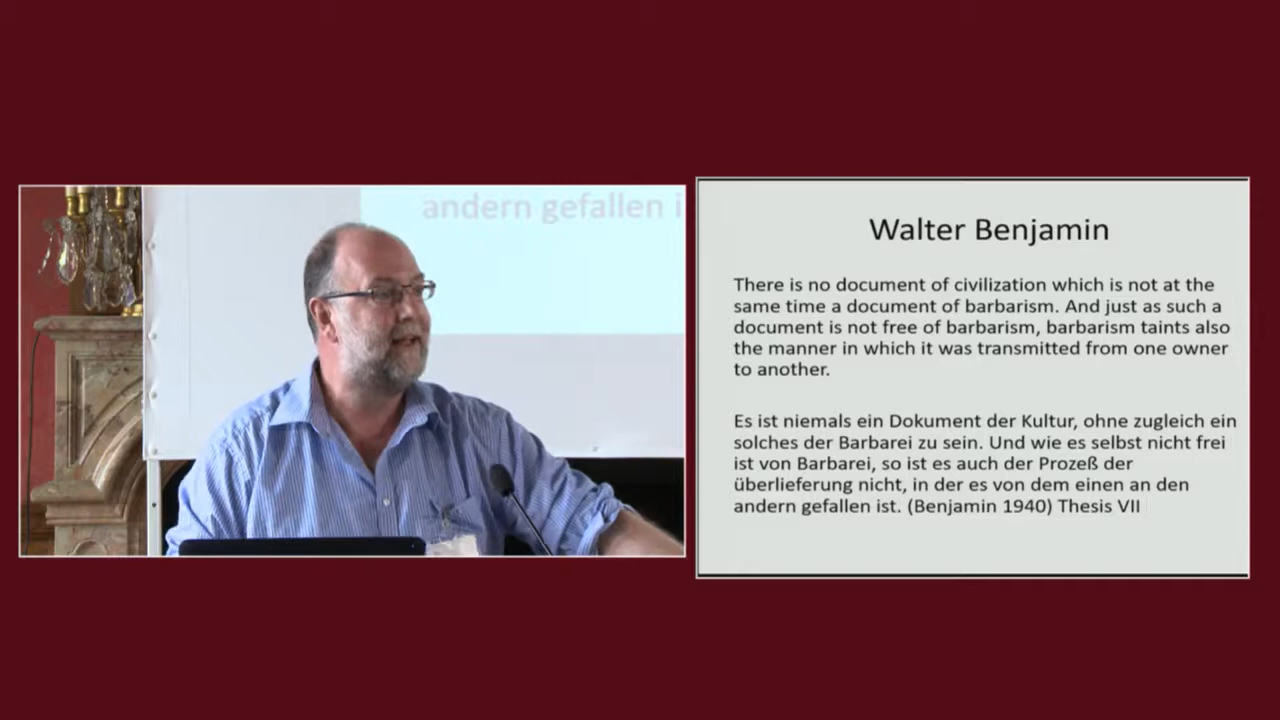 andern gefallen i
Walter Benjamin
There is no document of civilization which is not at the
same time a document of barbarism. And just as such a
document is not free of barbarism, barbarism taints also
the manner in which it was transmitted from one owner
to another.
Es ist niemals ein Dokument der Kultur, ohne zugleich ein
solches der Barbarei zu sein. Und wie es selbst nicht frei
ist von Barbarei, so ist es auch der Prozeß der
überlieferung nicht, in der es von dem einen an den
andern gefallen ist. (Benjamin 1940) Thesis VII